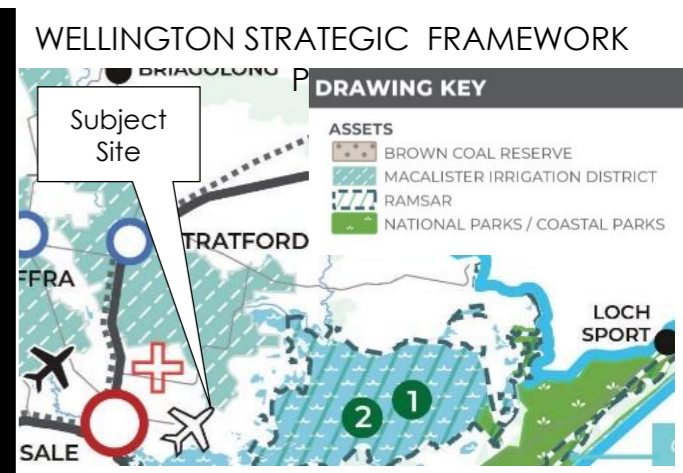 WELLINGTON STRATEGIC FRAMEWORK
P
BRIAGOLONG
DRAWING KEY
Subject
Site
ASSETS
BROWN COAL RESERVE
MACALISTER IRRIGATION DISTRICT
RAMSAR
NATIONAL PARKS / COASTAL PARKS
TRATFORD
FFRA
LOCH
SPORT
1
2
SALE